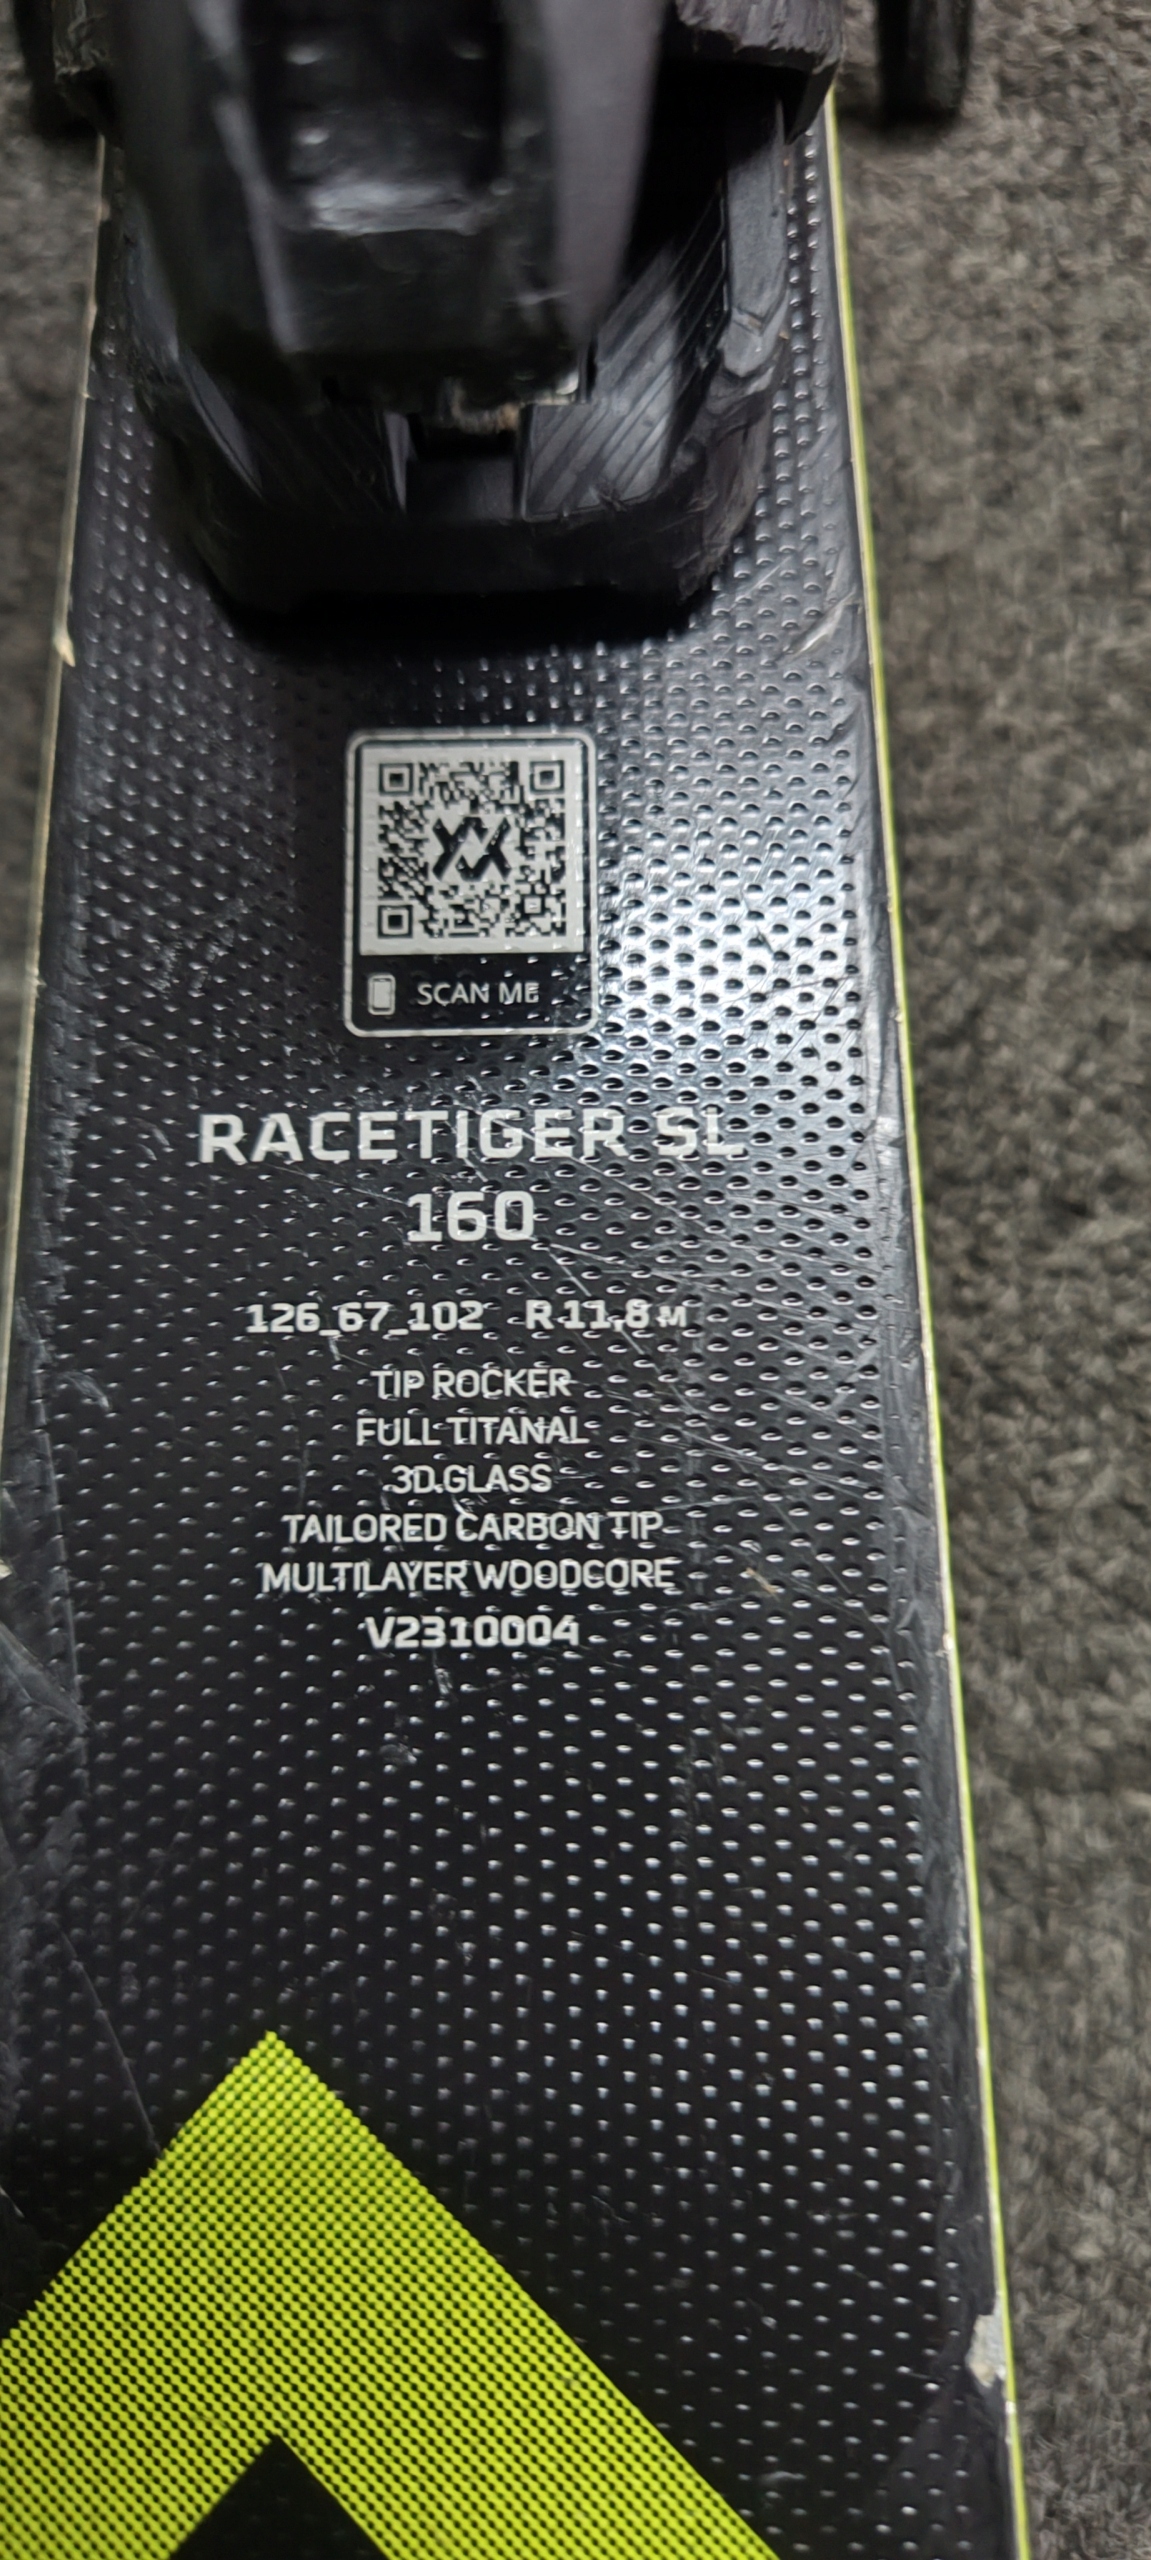 SCAN ME
RACETIGER SL
160
126_67_102 R 11,8 M
TIP ROCKER
FULL TITANAL
3D.GLASS
TAILORED CARBON TIP
MULTILAYER WOODCORE
V2310004